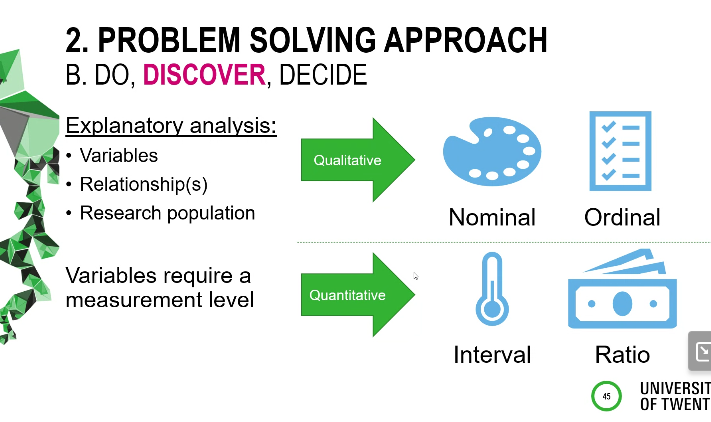 2. PROBLEM SOLVING APPROACH
B. DO, DISCOVER, DECIDE
Explanatory analysis:
• Variables
• Relationship(s)
• Research population
Variables require a
measurement level
Qualitative
Nominal
Ordinal
Quantitative
Interval
Ratio
45
UNIVERSIT
OF TWENT